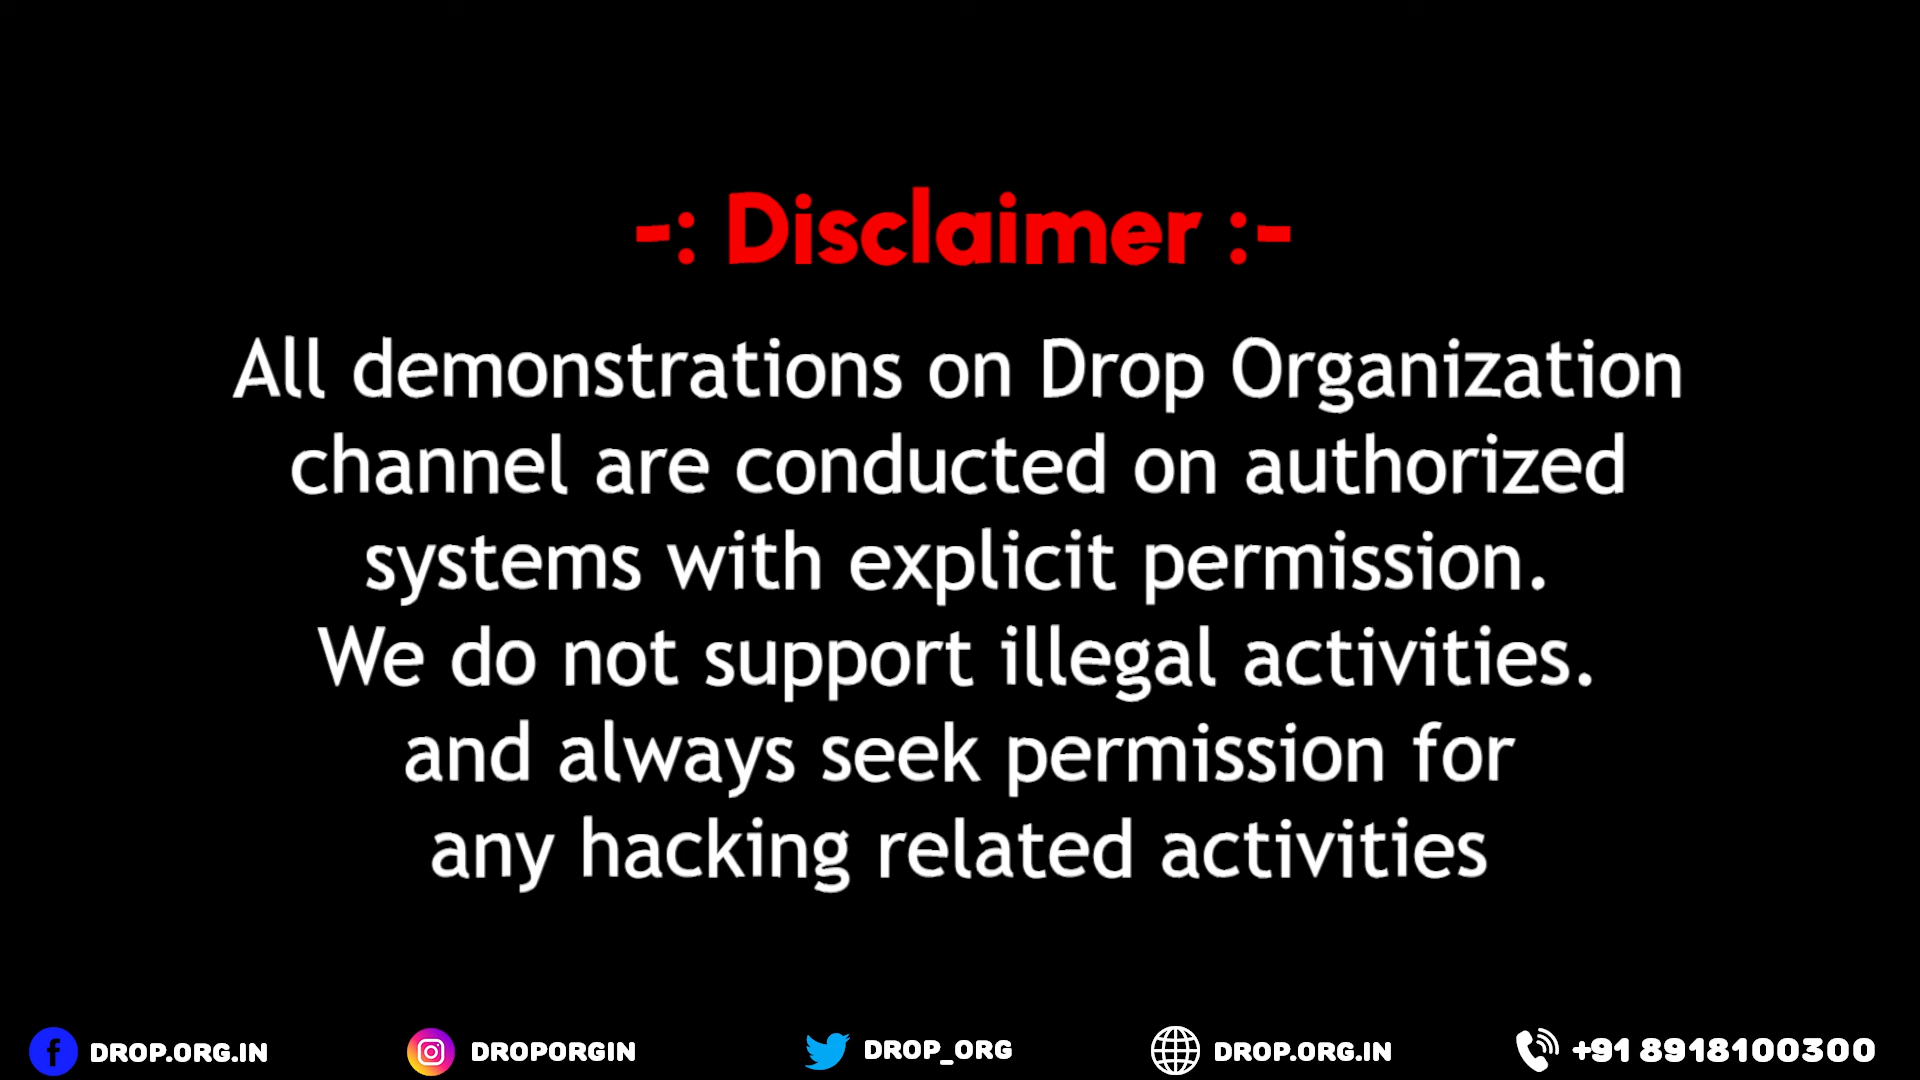 -: Disclaimer :-
All demonstrations on Drop Organization
channel are conducted on authorized
systems with explicit permission.
We do not support illegal activities.
and always seek permission for
any hacking related activities
DROP.ORG.IN DROPORGIN DROP_ORG DROP.ORG.IN +91 8918100300